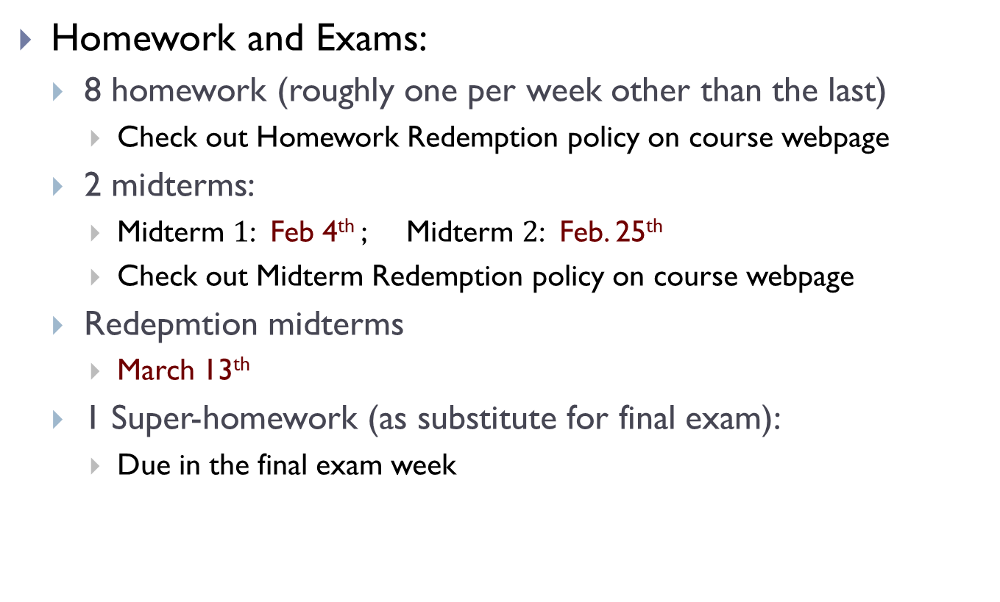 Homework and Exams:
8 homework (roughly one per week other than the last)
Check out Homework Redemption policy on course webpage
2 midterms:
Midterm 1: Feb 4th ; Midterm 2: Feb. 25th
Check out Midterm Redemption policy on course webpage
Redepmtion midterms
March 13th
1 Super-homework (as substitute for final exam):
Due in the final exam week